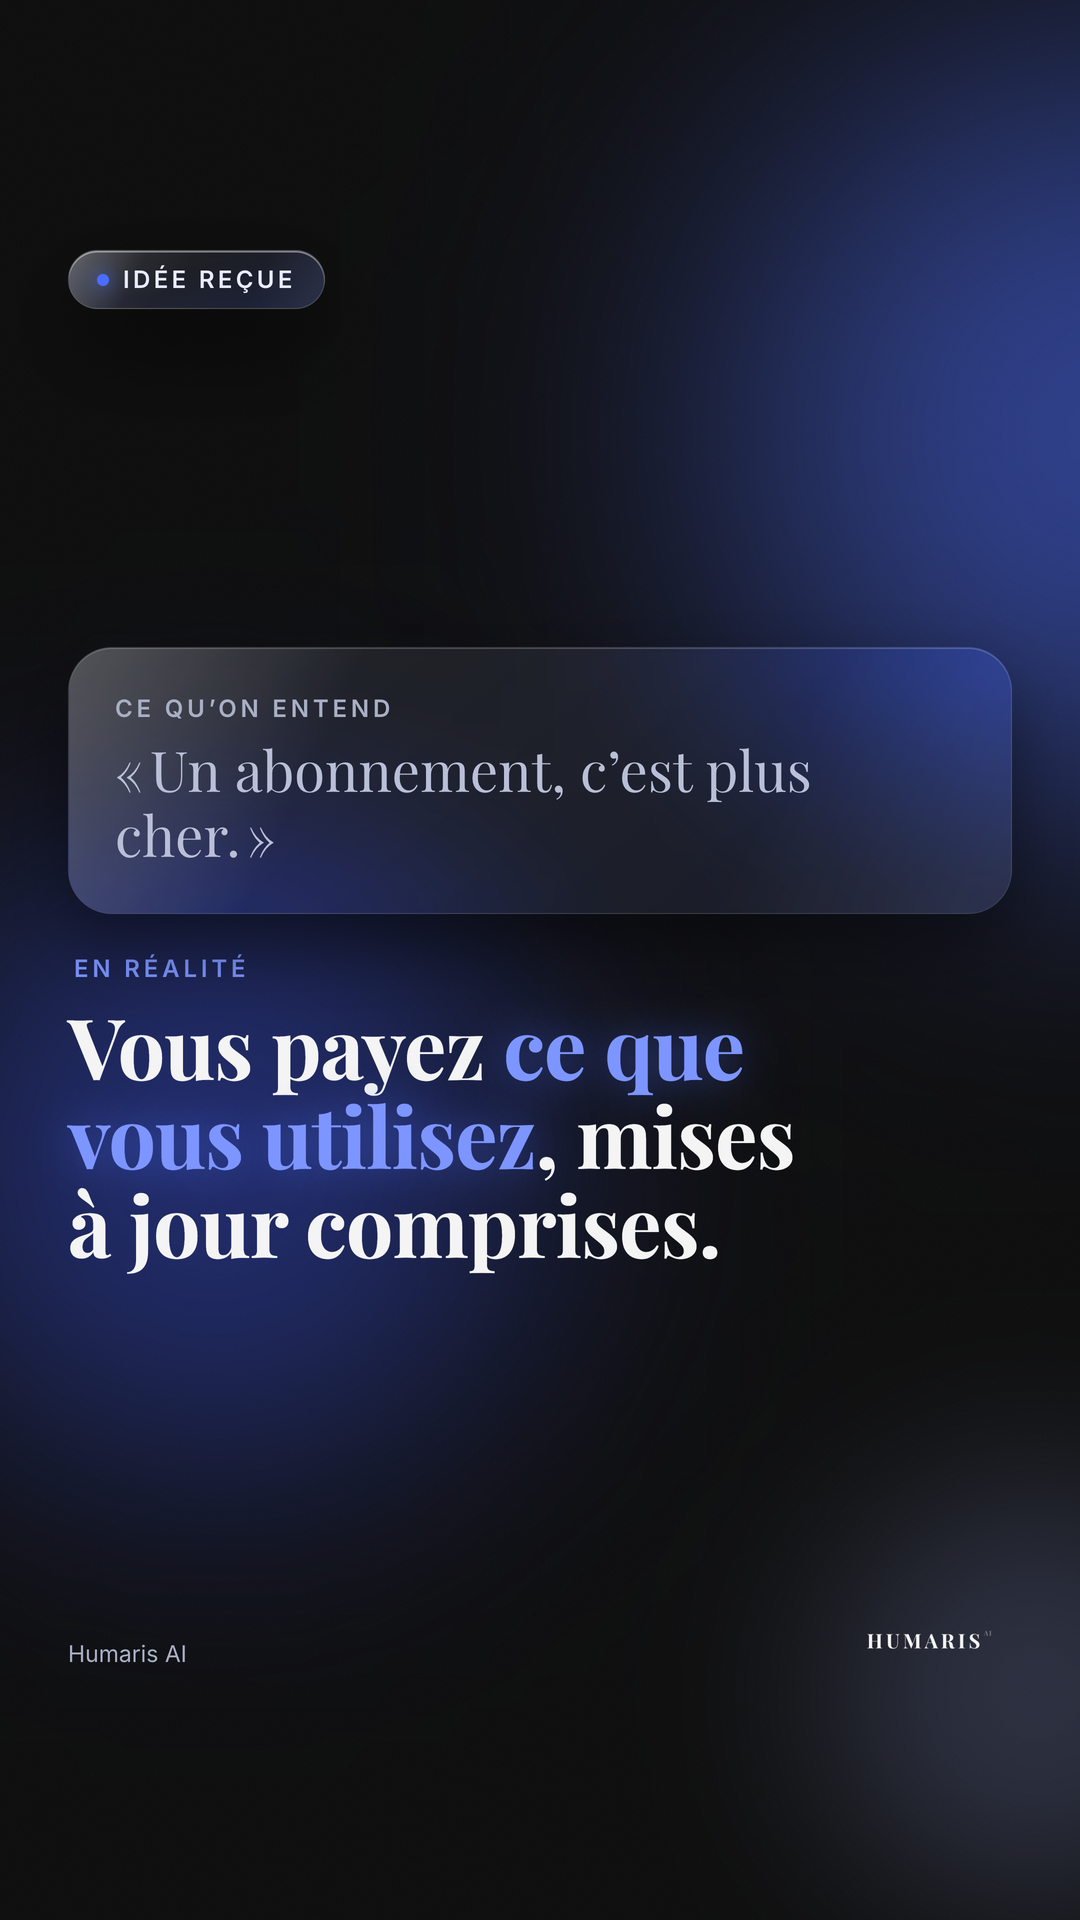 IDÉE REÇUE
CE QU’ON ENTEND
« Un abonnement, c’est plus
cher. »
EN RÉALITÉ
Vous payez ce que
vous utilisez, mises
à jour comprises.
Humaris AI
HUMARIS AI